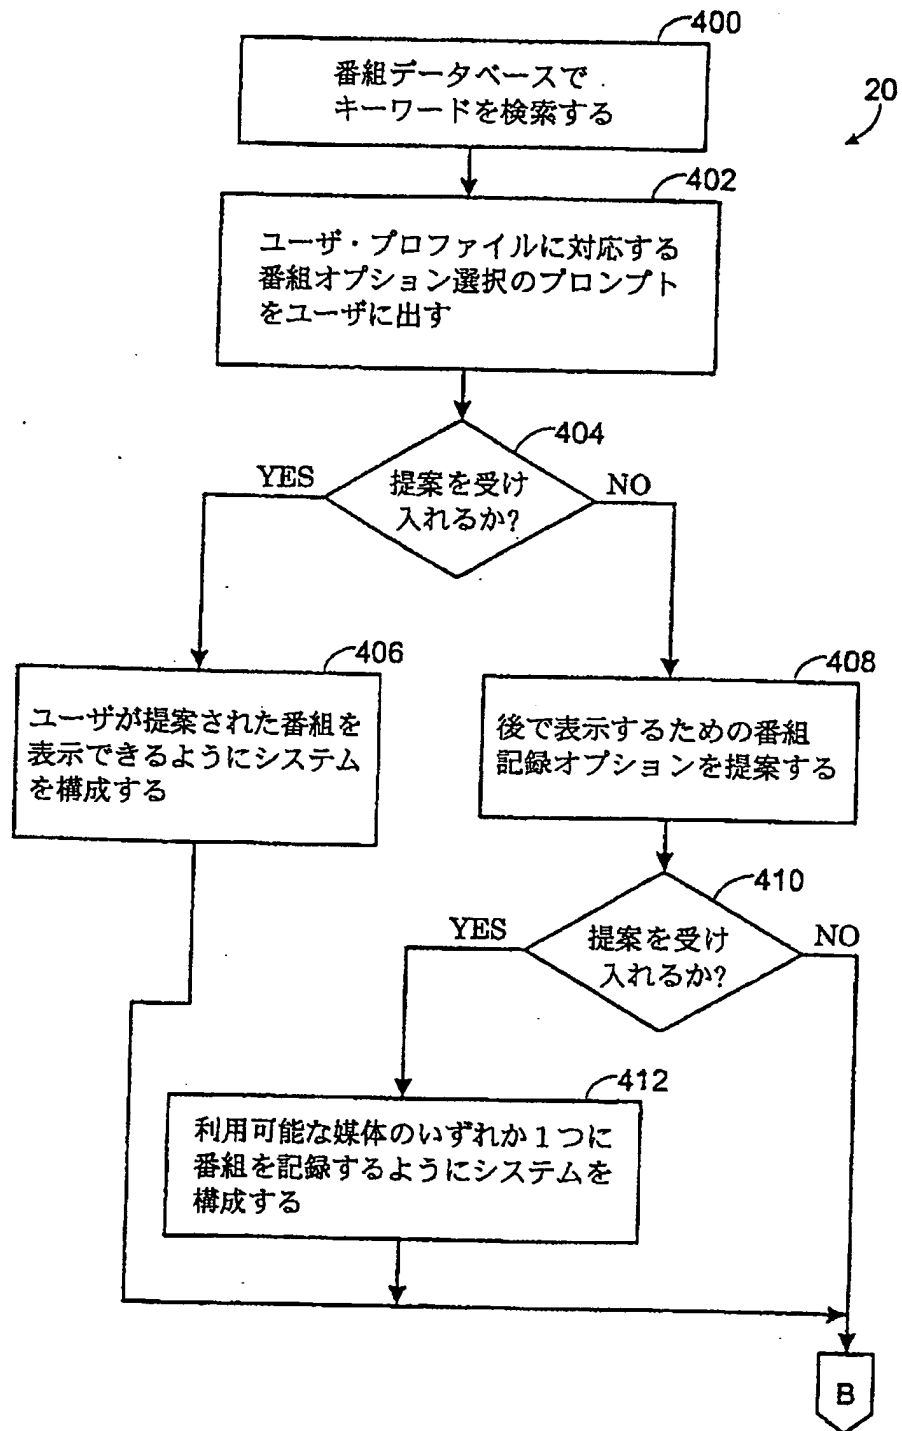 400
番組データベースで
キーワードを検索する
20
402
ユーザ・プロファイルに対応する
番組オプション選択のプロンプト
をユーザに出す
404
YES
提案を受け
入れるか?
NO
406
ユーザが提案された番組を
表示できるようにシステム
を構成する
408
後で表示するための番組
記録オプションを提案する
410
YES
提案を受け
入れるか?
NO
412
利用可能な媒体のいずれか1つに
番組を記録するようにシステムを
構成する
B